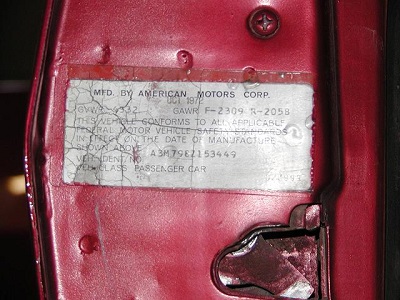 MFD. BY AMERICAN MOTORS CORP.
OCT 1972
GVWR 4332 GAWR F-2309 R-2058
THIS VEHICLE CONFORMS TO ALL APPLICABLE
FEDERAL MOTOR VEHICLE SAFETY STANDARDS
IN EFFECT ON THE DATE OF MANUFACTURE
SHOWN ABOVE
VEH IDENT NO. A3M79EZ153449
VEH CLASS PASSENGER CAR